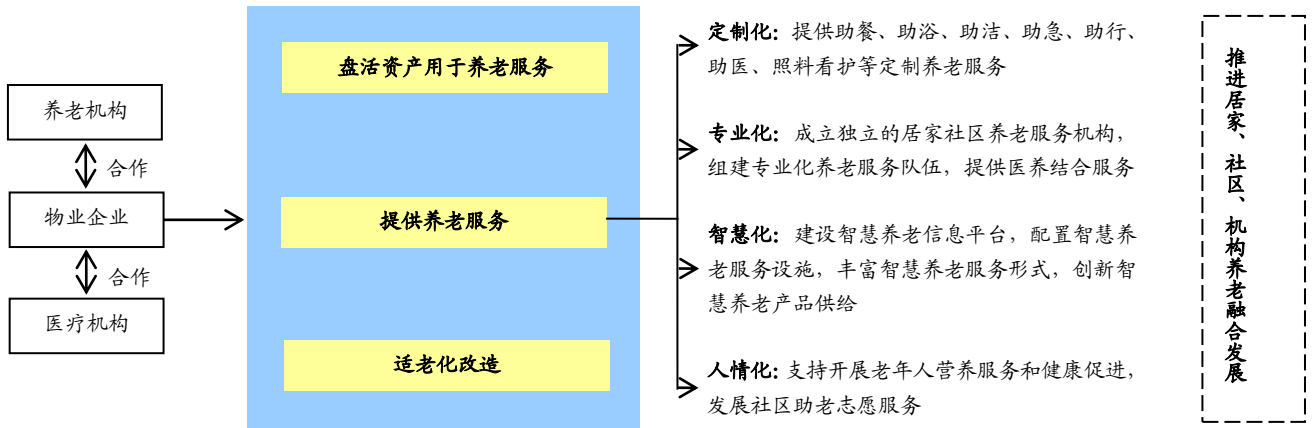 养老机构
合作
物业企业
合作
医疗机构
盘活资产用于养老服务
提供养老服务
适老化改造
定制化：提供助餐、助浴、助洁、助急、助行、
助医、照料看护等定制养老服务
专业化：成立独立的居家社区养老服务机构，
组建专业化养老服务队伍，提供医养结合服务
智慧化：建设智慧养老信息平台，配置智慧养
老服务设施，丰富智慧养老服务形式，创新智
慧养老产品供给
人情化：支持开展老年人营养服务和健康促进，
发展社区助老志愿服务
推进居家、社区、机构养老融合发展